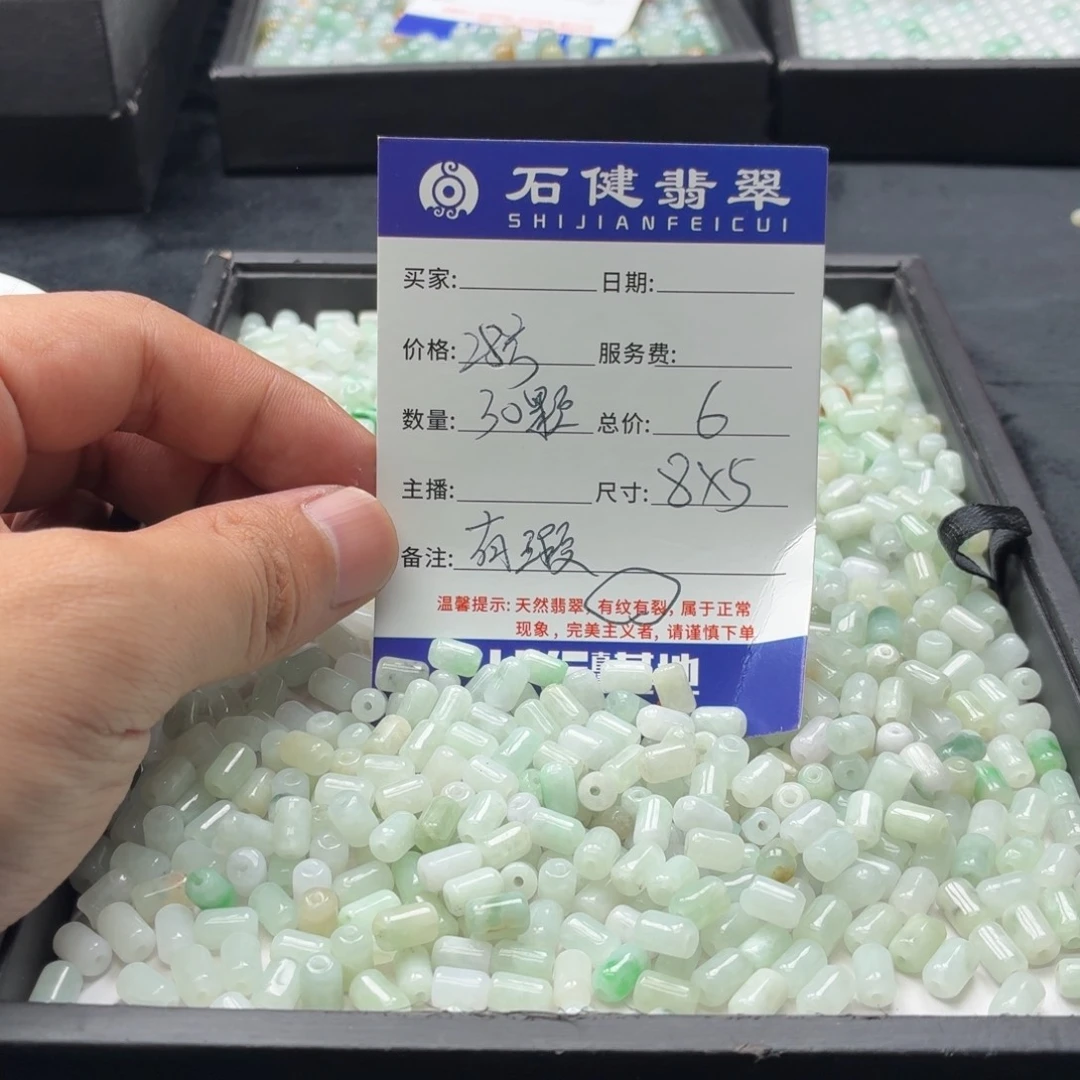 石健翡翠
SHIJIANFEICUI
买家: 日期:
价格: 服务费:
数量: 30颗 总价: 6
主播: 尺寸: 8X5
备注: 有瑕
温馨提示: 天然翡翠, 有纹有裂, 属于正常
现象, 完美主义者, 请谨慎下单
基地